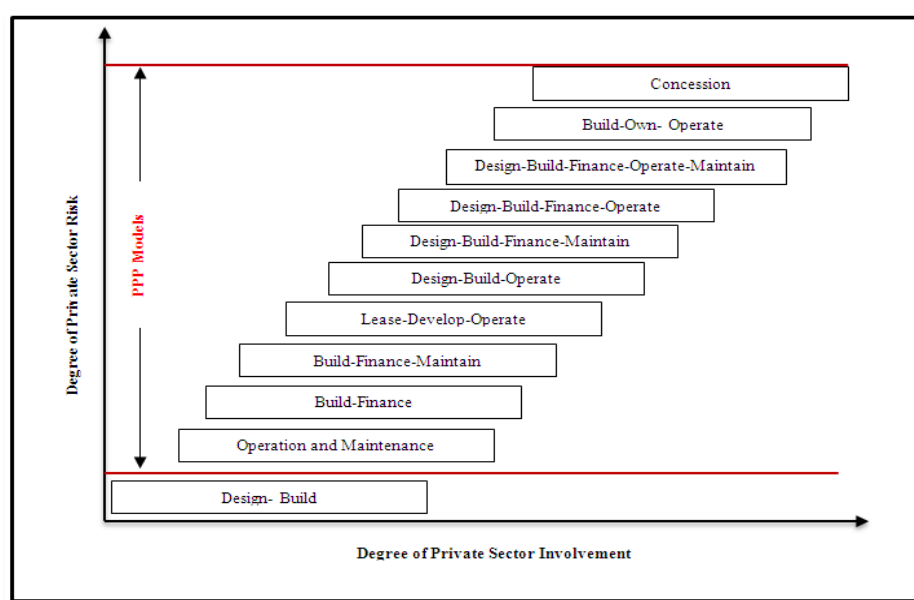 Concession
Build-Own- Operate
Design-Build-Finance-Operate-Maintain
Design-Build-Finance-Operate
Design-Build-Finance-Maintain
Design-Build-Operate
Lease-Develop-Operate
Build-Finance-Maintain
Build-Finance
Operation and Maintenance
Design- Build
PPP Models
Degree of Private Sector Risk
Degree of Private Sector Involvement